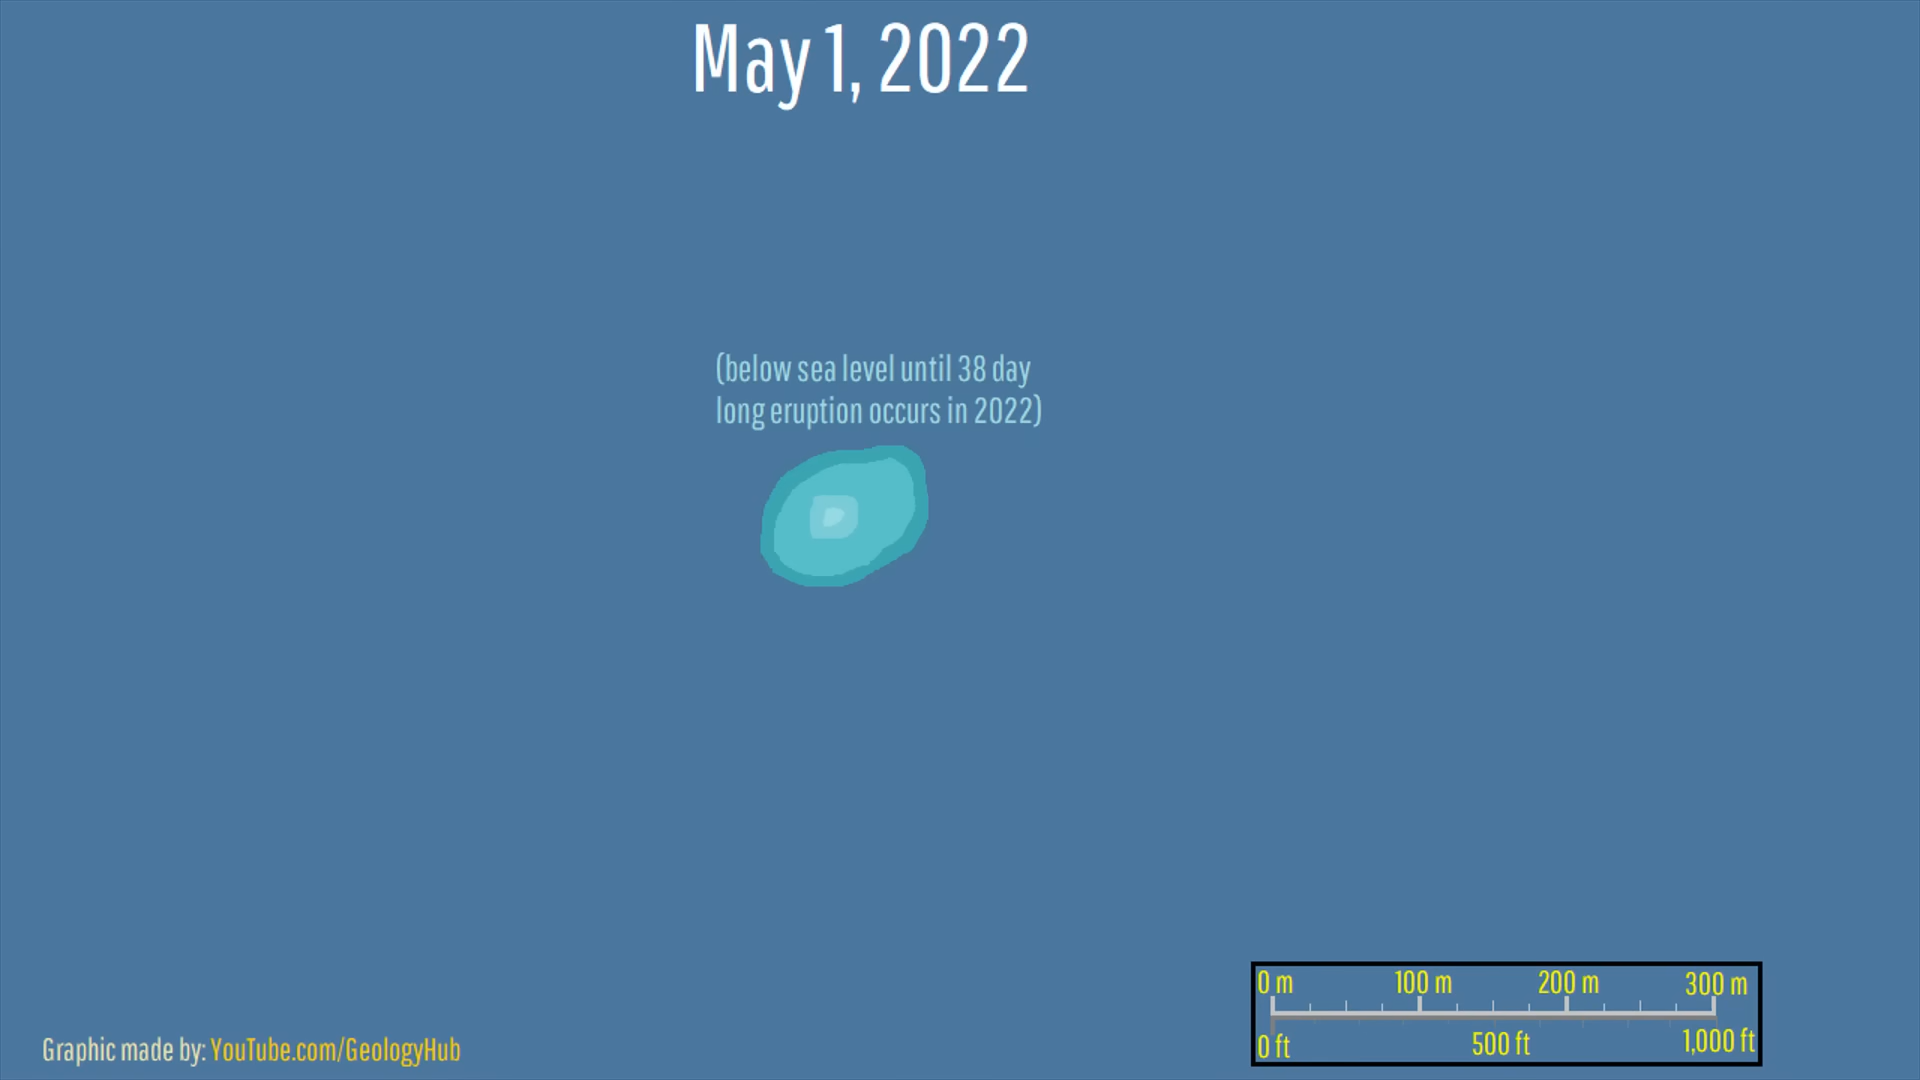 May 1, 2022
(below sea level until 38 day
long eruption occurs in 2022)
0 m 100 m 200 m 300 m
0 ft 500 ft 1,000 ft
Graphic made by: YouTube.com/GeologyHub